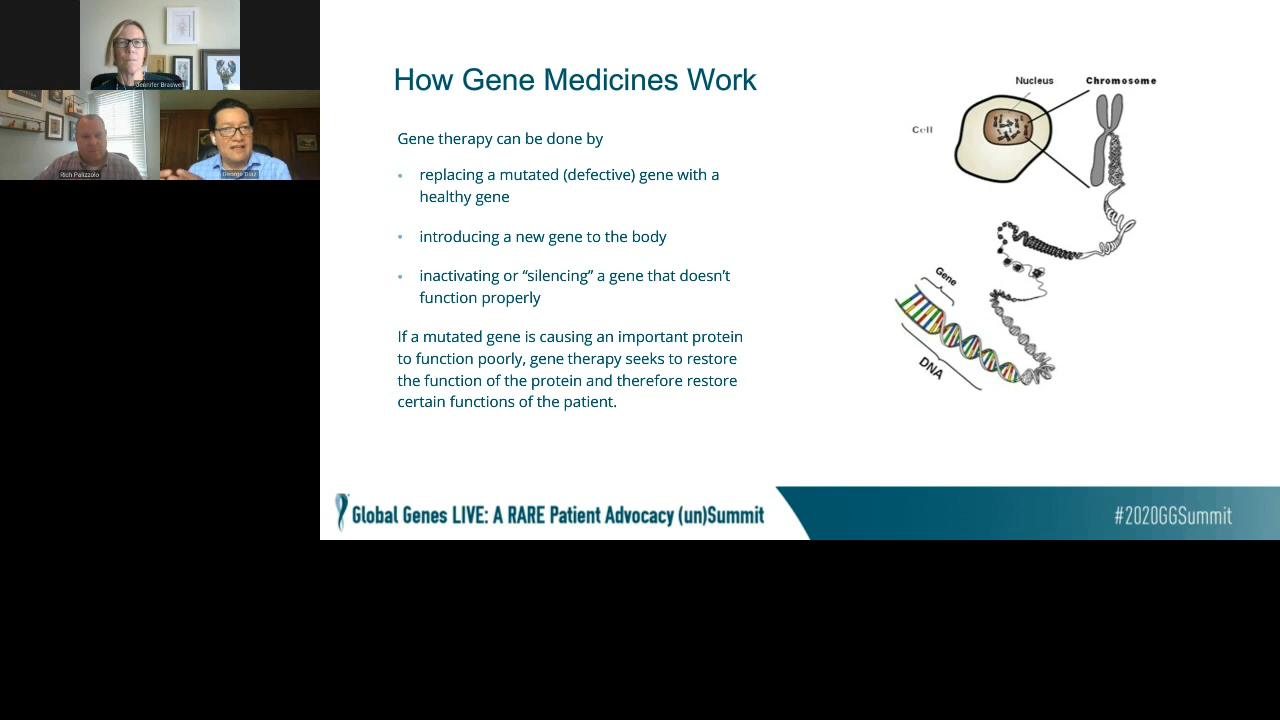 Jennifer Braswell
Rich Palizzolo
George Diaz
How Gene Medicines Work
Gene therapy can be done by
• replacing a mutated (defective) gene with a
healthy gene
• introducing a new gene to the body
• inactivating or “silencing” a gene that doesn’t
function properly
If a mutated gene is causing an important protein
to function poorly, gene therapy seeks to restore
the function of the protein and therefore restore
certain functions of the patient.
Nucleus
Chromosome
Cell
Gene
DNA
Global Genes LIVE: A RARE Patient Advocacy (un)Summit
#2020GGSummit